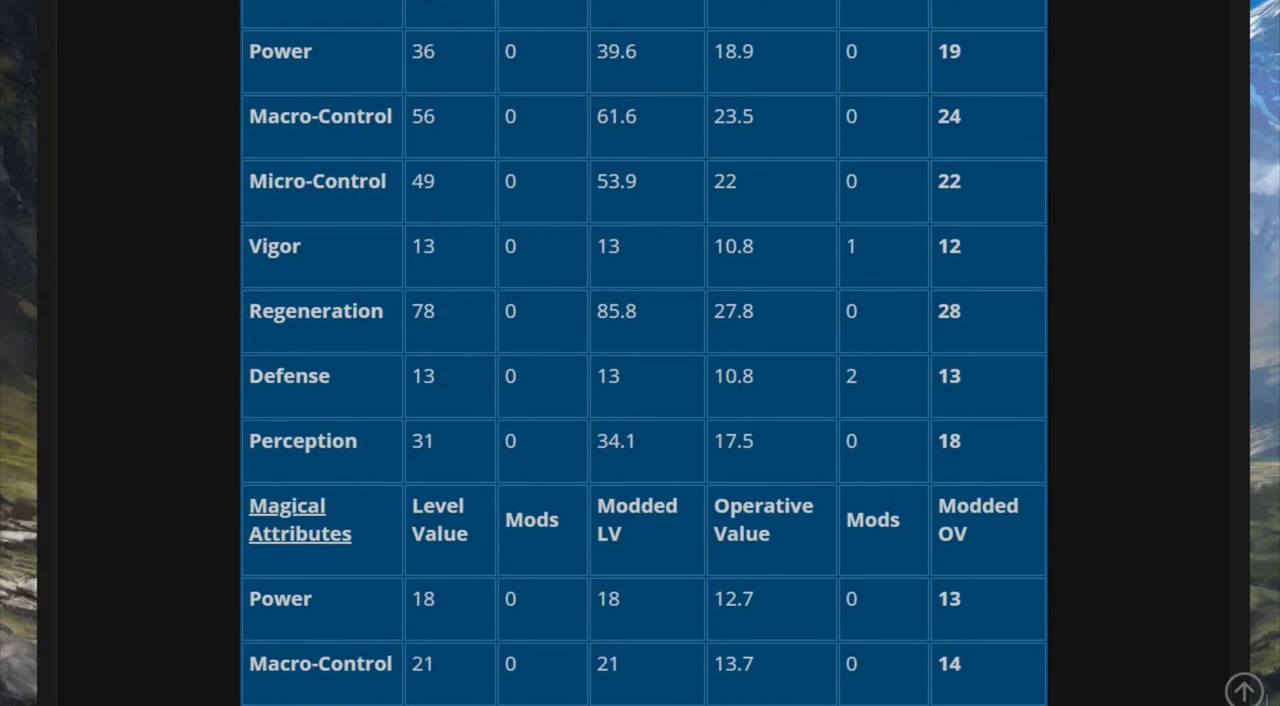 Power 36 0 39.6 18.9 0 19
Macro-Control 56 0 61.6 23.5 0 24
Micro-Control 49 0 53.9 22 0 22
Vigor 13 0 13 10.8 1 12
Regeneration 78 0 85.8 27.8 0 28
Defense 13 0 13 10.8 2 13
Perception 31 0 34.1 17.5 0 18
Magical Attributes Level Value Mods Modded LV Operative Value Mods Modded OV
Power 18 0 18 12.7 0 13
Macro-Control 21 0 21 13.7 0 14